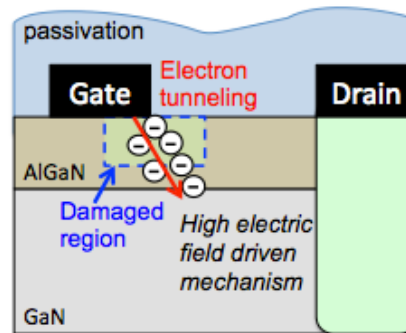 passivation
Electron
tunneling
Gate
Drain
AlGaN
Damaged
region
High electric
field driven
mechanism
GaN